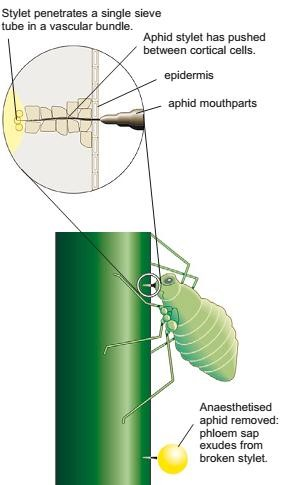 Stylet penetrates a single sieve
tube in a vascular bundle.
Aphid stylet has pushed
between cortical cells.
epidermis
aphid mouthparts
Anaesthetised
aphid removed:
phloem sap
exudes from
broken stylet.